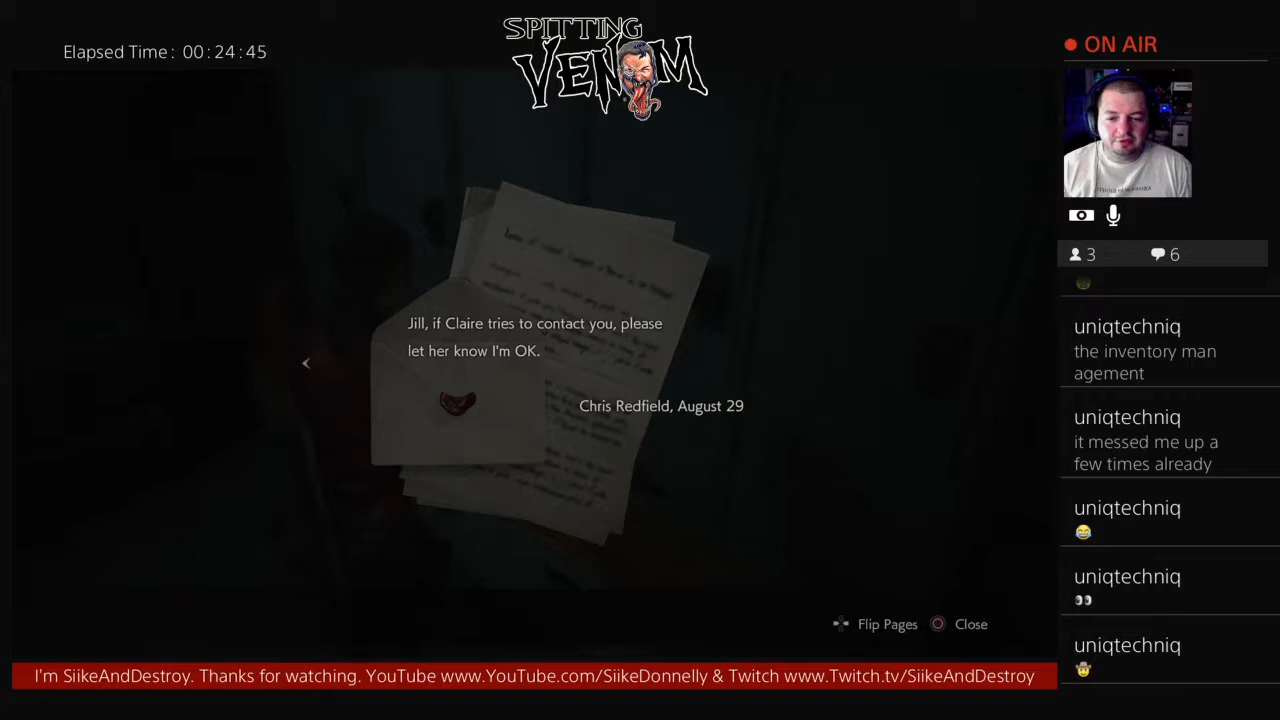 Elapsed Time: 00:24:45
SPITTING
VENOM
ON AIR
3
6
uniqtechniq
the inventory man
agement
uniqtechniq
it messed me up a
few times already
uniqtechniq
uniqtechniq
uniqtechniq
Jill, if Claire tries to contact you, please
let her know I'm OK.
Chris Redfield, August 29
Flip Pages
Close
I'm SiikeAndDestroy. Thanks for watching. YouTube www.YouTube.com/SiikeDonnelly & Twitch www.Twitch.tv/SiikeAndDestroy